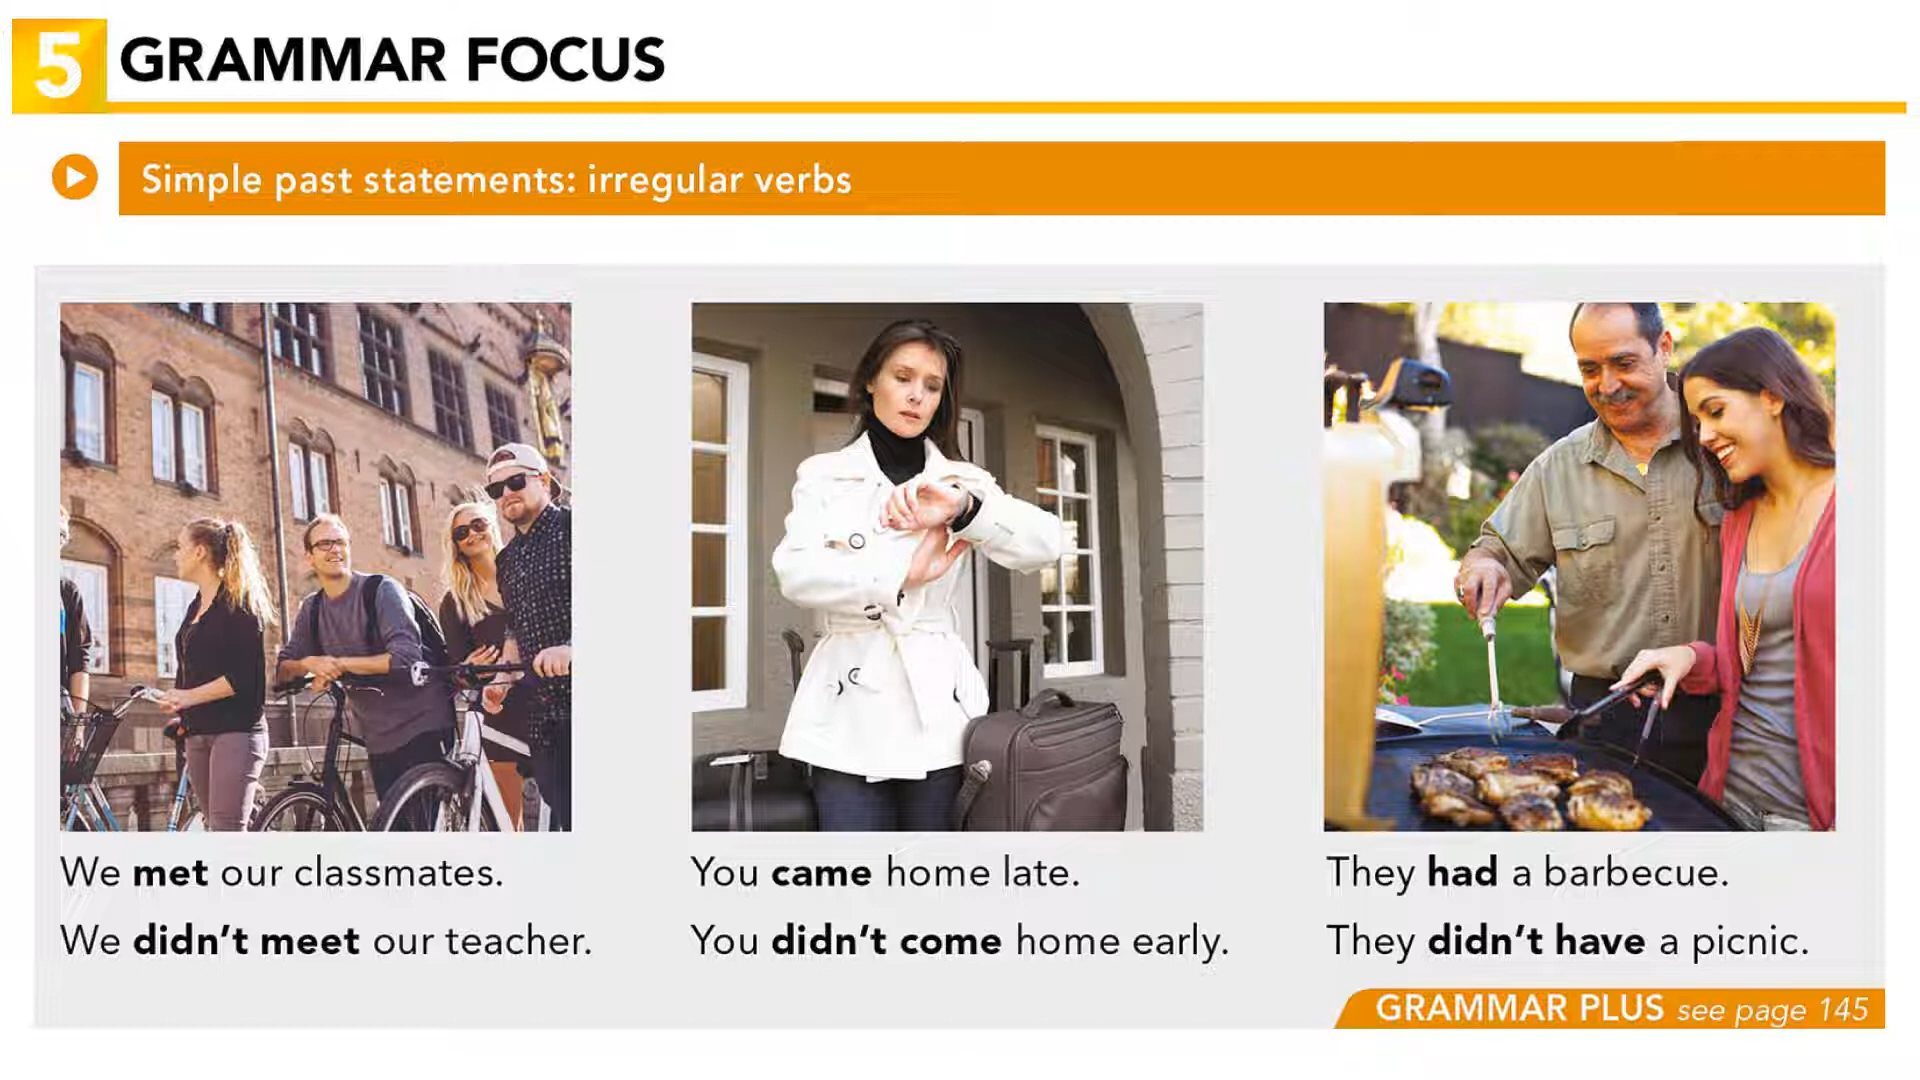 5 GRAMMAR FOCUS
Simple past statements: irregular verbs
We met our classmates.
We didn’t meet our teacher.
You came home late.
You didn’t come home early.
They had a barbecue.
They didn’t have a picnic.
GRAMMAR PLUS see page 145